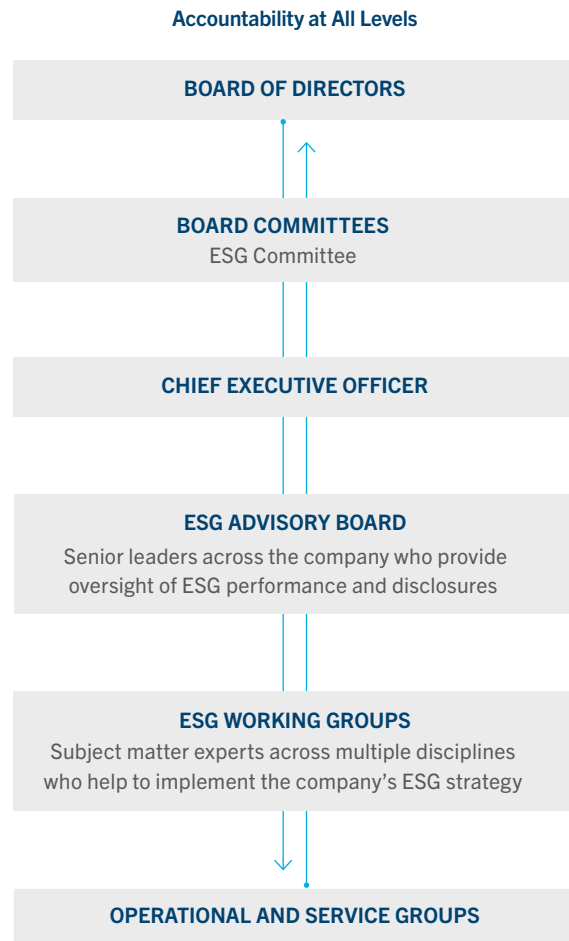 Accountability at All Levels
BOARD OF DIRECTORS
BOARD COMMITTEES
ESG Committee
CHIEF EXECUTIVE OFFICER
ESG ADVISORY BOARD
Senior leaders across the company who provide
oversight of ESG performance and disclosures
ESG WORKING GROUPS
Subject matter experts across multiple disciplines
who help to implement the company’s ESG strategy
OPERATIONAL AND SERVICE GROUPS